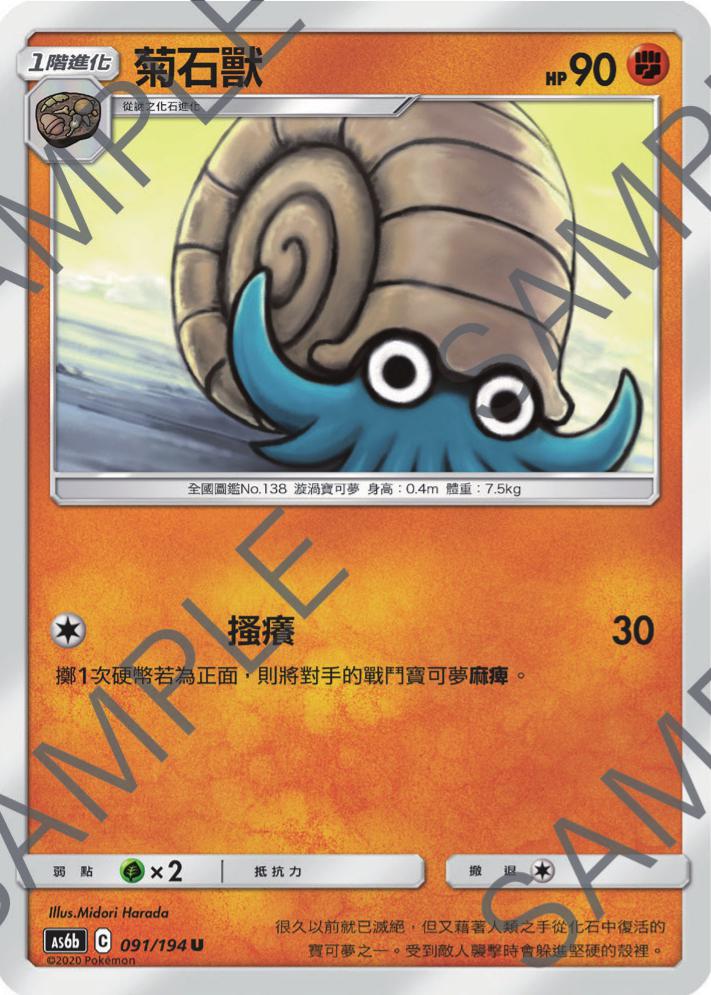 1階進化
菊石獸
HP 90
從謎之化石進化
全國圖鑑No.138 漩渦寶可夢 身高：0.4m 體重：7.5kg
搔癢 30
擲1次硬幣若為正面，則將對手的戰鬥寶可夢麻痺。
弱點 ×2 抵抗力 撤退
Illus.Midori Harada
很久以前就已滅絕，但又藉著人類之手從化石中復活的
寶可夢之一。受到敵人襲擊時會躲進堅硬的殼裡。
AS6b C 091/194 U
©2020 Pokémon
SAMPLE
SAMPLE
SAMPLE
SAMPLE
SAMPLE
SAMPLE